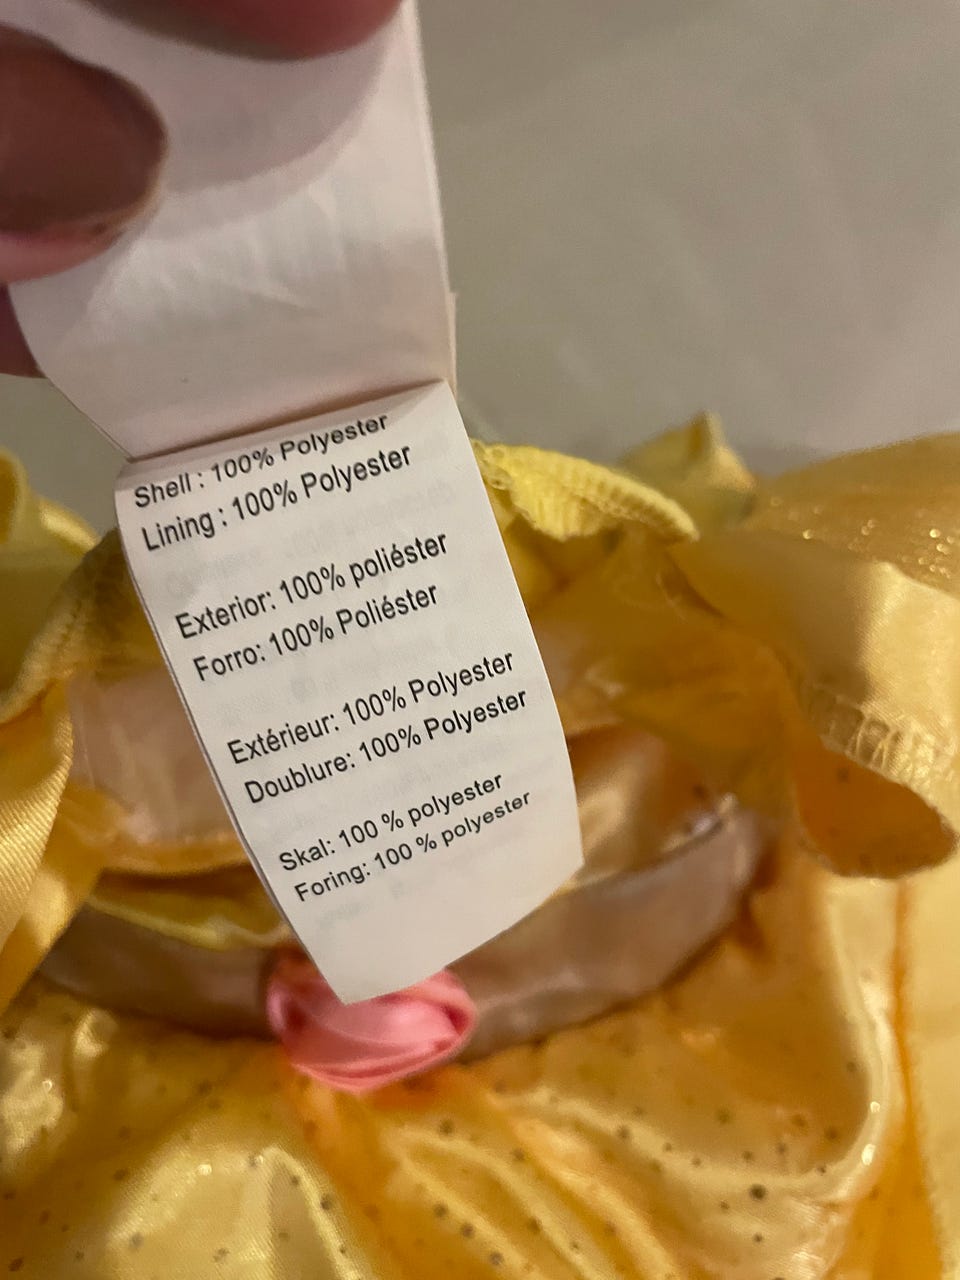 Shell : 100% Polyester
Lining : 100% Polyester
Exterior: 100% poliéster
Forro: 100% Poliéster
Extérieur: 100% Polyester
Doublure: 100% Polyester
Skal: 100 % polyester
Foring: 100 % polyester